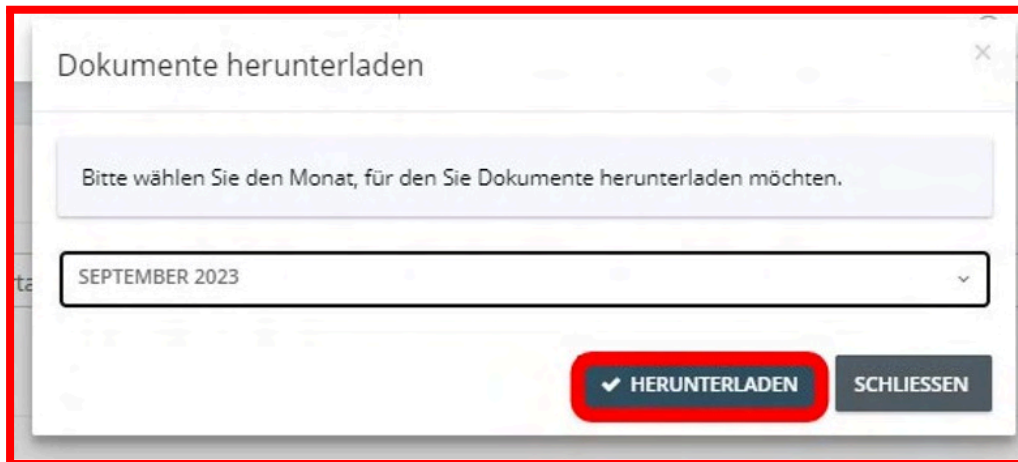 Dokumente herunterladen
Bitte wählen Sie den Monat, für den Sie Dokumente herunterladen möchten.
SEPTEMBER 2023
HERUNTERLADEN
SCHLIESSEN